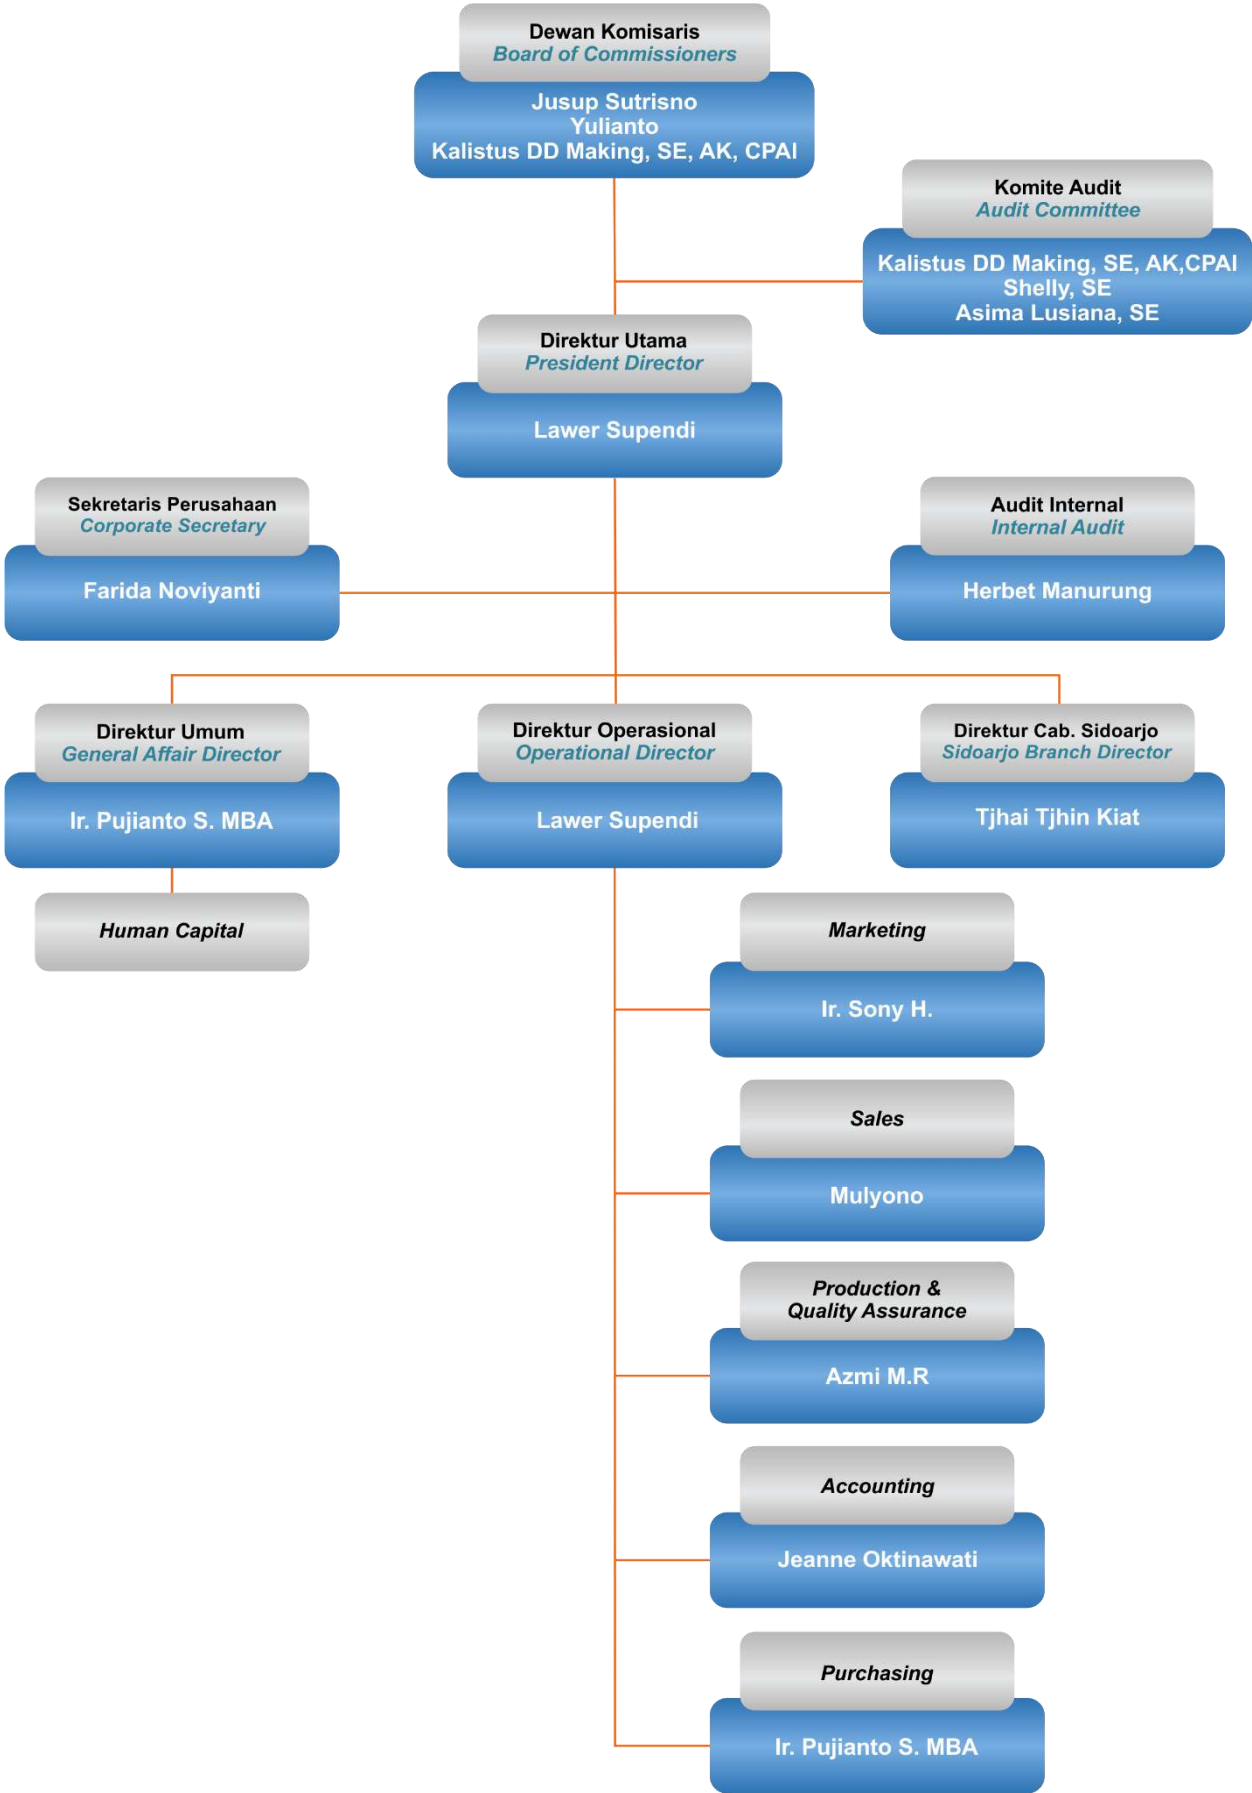 Dewan Komisaris
Board of Commissioners
Jusup Sutrisno
Yulianto
Kalistus DD Making, SE, AK, CPAI
Komite Audit
Audit Committee
Kalistus DD Making, SE, AK,CPAI
Shelly, SE
Asima Lusiana, SE
Direktur Utama
President Director
Lawer Supendi
Sekretaris Perusahaan
Corporate Secretary
Farida Noviyanti
Audit Internal
Internal Audit
Herbet Manurung
Direktur Umum
General Affair Director
Ir. Pujianto S. MBA
Direktur Operasional
Operational Director
Lawer Supendi
Direktur Cab. Sidoarjo
Sidoarjo Branch Director
Tjhai Tjhin Kiat
Human Capital
Marketing
Ir. Sony H.
Sales
Mulyono
Production &
Quality Assurance
Azmi M.R
Accounting
Jeanne Oktinawati
Purchasing
Ir. Pujianto S. MBA